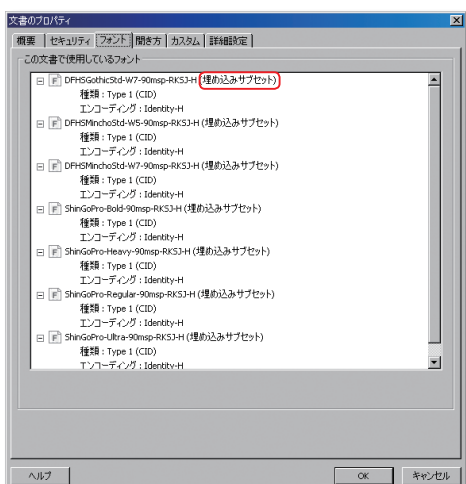 文書のプロパティ
概要 セキュリティ フォント 開き方 カスタム 詳細設定
この文書で使用しているフォント
DFHSGothicStd-W7-90msp-RKSJ-H (埋め込みサブセット)
種類 : Type 1 (CID)
エンコーディング : Identity-H
DFHSMinchoStd-W5-90msp-RKSJ-H (埋め込みサブセット)
種類 : Type 1 (CID)
エンコーディング : Identity-H
DFHSMinchoStd-W7-90msp-RKSJ-H (埋め込みサブセット)
種類 : Type 1 (CID)
エンコーディング : Identity-H
ShinGoPro-Bold-90msp-RKSJ-H (埋め込みサブセット)
種類 : Type 1 (CID)
エンコーディング : Identity-H
ShinGoPro-Heavy-90msp-RKSJ-H (埋め込みサブセット)
種類 : Type 1 (CID)
エンコーディング : Identity-H
ShinGoPro-Regular-90msp-RKSJ-H (埋め込みサブセット)
種類 : Type 1 (CID)
エンコーディング : Identity-H
ShinGoPro-Ultra-90msp-RKSJ-H (埋め込みサブセット)
種類 : Type 1 (CID)
エンコーディング : Identity-H
ヘルプ OK キャンセル